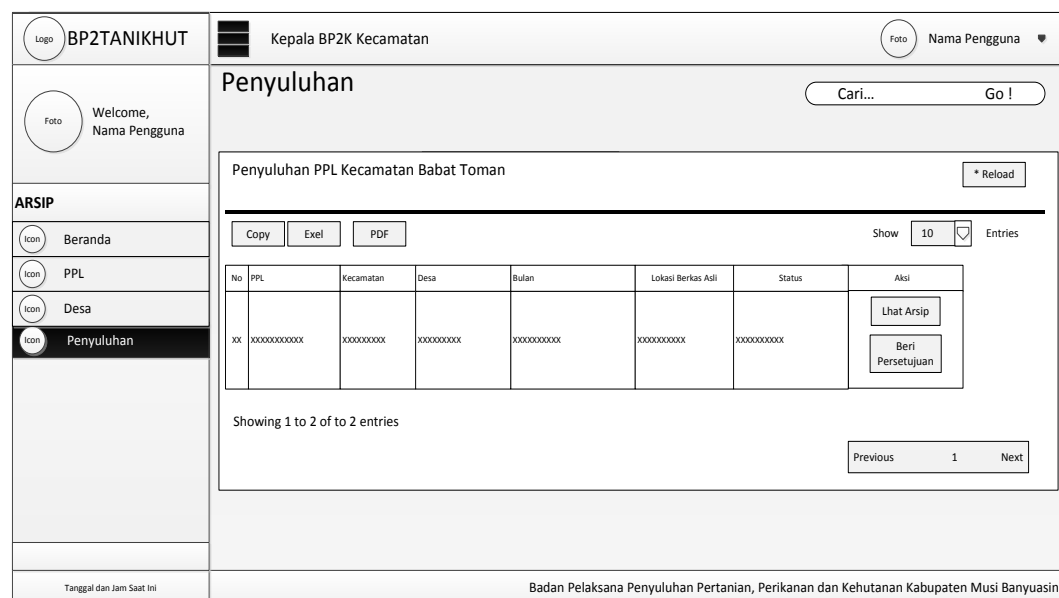 Logo BP2TANIKHUT
Kepala BP2K Kecamatan
Foto Nama Pengguna
Foto
Welcome,
Nama Pengguna
Penyuluhan
Cari... Go !
Penyuluhan PPL Kecamatan Babat Toman
* Reload
ARSIP
Icon Beranda
Icon PPL
Icon Desa
Icon Penyuluhan
Copy Exel PDF
Show 10 Entries
No PPL Kecamatan Desa Bulan Lokasi Berkas Asli Status Aksi
xx xxxxxxxxxxx xxxxxxxxx xxxxxxxxx xxxxxxxxxx xxxxxxxxxx xxxxxxxxxx
Lhat Arsip
Beri
Persetujuan
Showing 1 to 2 of to 2 entries
Previous 1 Next
Tanggal dan Jam Saat Ini
Badan Pelaksana Penyuluhan Pertanian, Perikanan dan Kehutanan Kabupaten Musi Banyuasin